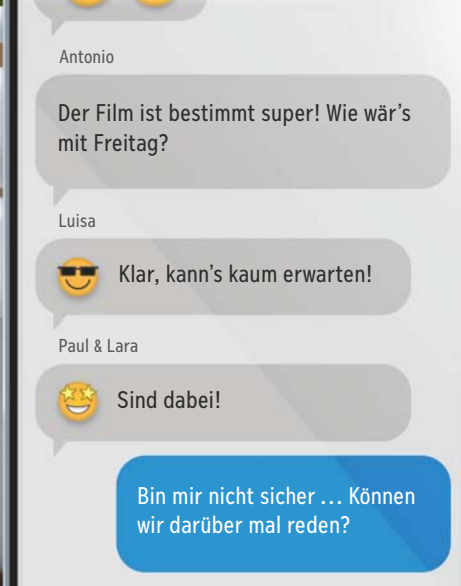 Antonio
Der Film ist bestimmt super! Wie wär’s
mit Freitag?
Luisa
Klar, kann’s kaum erwarten!
Paul & Lara
Sind dabei!
Bin mir nicht sicher … Können
wir darüber mal reden?